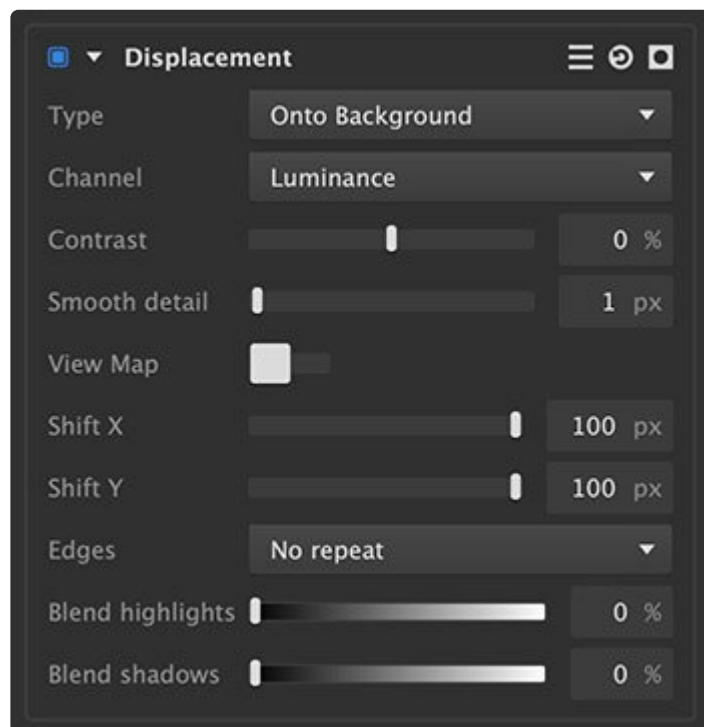 Displacement
Type Onto Background
Channel Luminance
Contrast 0 %
Smooth detail 1 px
View Map
Shift X 100 px
Shift Y 100 px
Edges No repeat
Blend highlights 0 %
Blend shadows 0 %